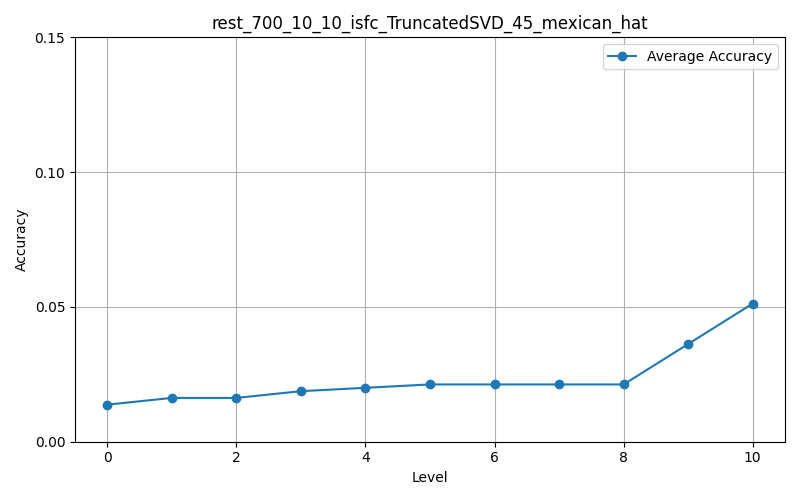 rest_700_10_10_isfc_TruncatedSVD_45_mexican_hat
Average Accuracy
0.15
0.10
0.05
0.00
Accuracy
0 2 4 6 8 10
Level